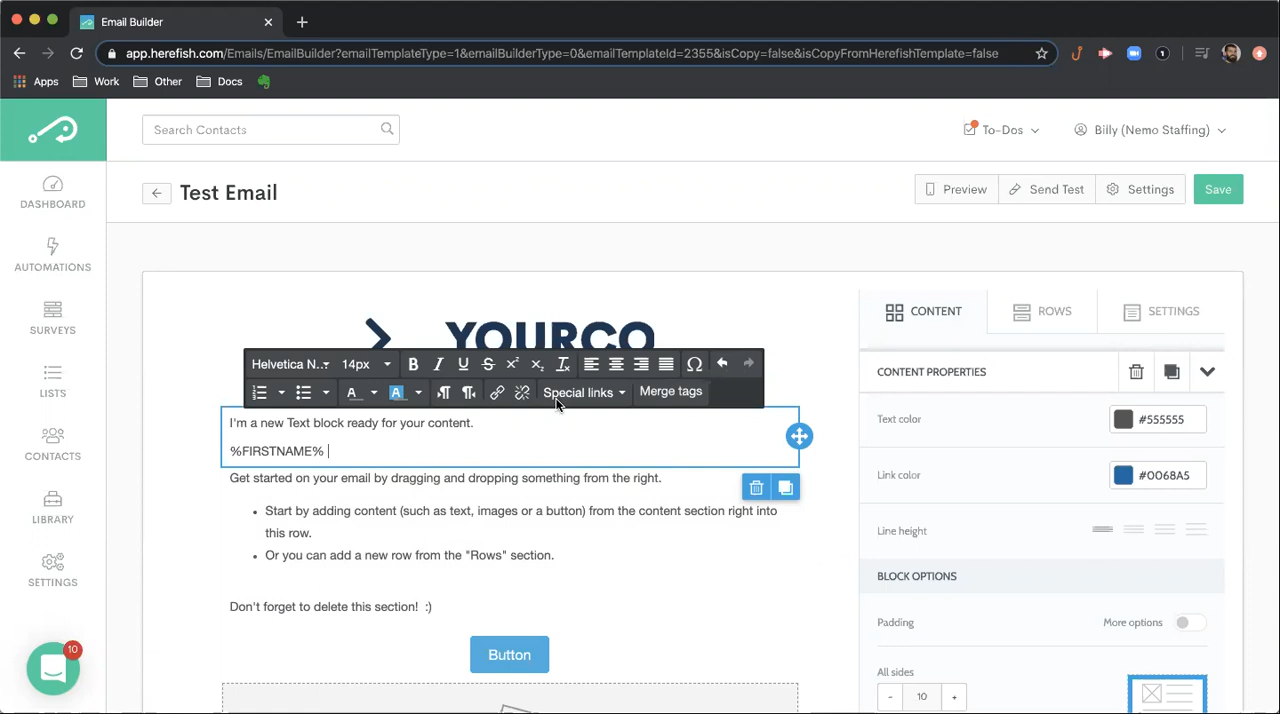 Email Builder
app.herefish.com/Emails/EmailBuilder?emailTemplateType=1&emailBuilderType=0&emailTemplateId=2355&isCopy=false&isCopyFromHerefishTemplate=false
Apps Work Other Docs
Search Contacts
To-Dos
Billy (Nemo Staffing)
Test Email
Preview
Send Test
Settings
Save
DASHBOARD
AUTOMATIONS
SURVEYS
LISTS
CONTACTS
LIBRARY
SETTINGS
10
YOURCO
Helvetica N... 14px B I U S X² X₂ Tx Ω
A A Special links Merge tags
I'm a new Text block ready for your content.
%FIRSTNAME%
Get started on your email by dragging and dropping something from the right.
• Start by adding content (such as text, images or a button) from the content section right into
this row.
• Or you can add a new row from the "Rows" section.
Don't forget to delete this section! :)
Button
CONTENT
ROWS
SETTINGS
CONTENT PROPERTIES
Text color
#555555
Link color
#0068A5
Line height
BLOCK OPTIONS
Padding
More options
All sides
- 10 +